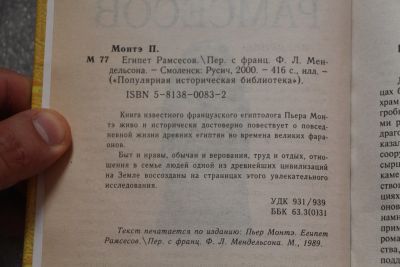 РАМСЕСОВ
Монтэ П.
М 77 Египет Рамсесов.\Пер. с франц. Ф. Л. Мен-
дельсона. – Смоленск: Русич, 2000. – 416 с., илл. –
(«Популярная историческая библиотека»).
ISBN 5-8138-0083-2
Книга известного французского египтолога Пьера Мон-
тэ живо и исторически достоверно повествует о повсед-
невной жизни древних египтян во времена великих фара-
онов.
Быт и нравы, обычаи и верования, труд и отдых, отно-
шения в семье людей одной из древнейших цивилизаций
на Земле воссозданы на страницах этого увлекательного
исследования.
УДК 931/939
ББК 63.3(0)31
Текст печатается по изданию: Пьер Монтэ. Египет
Рамсесов.\Пер. с франц. Ф. Л. Мендельсона. М., 1989.